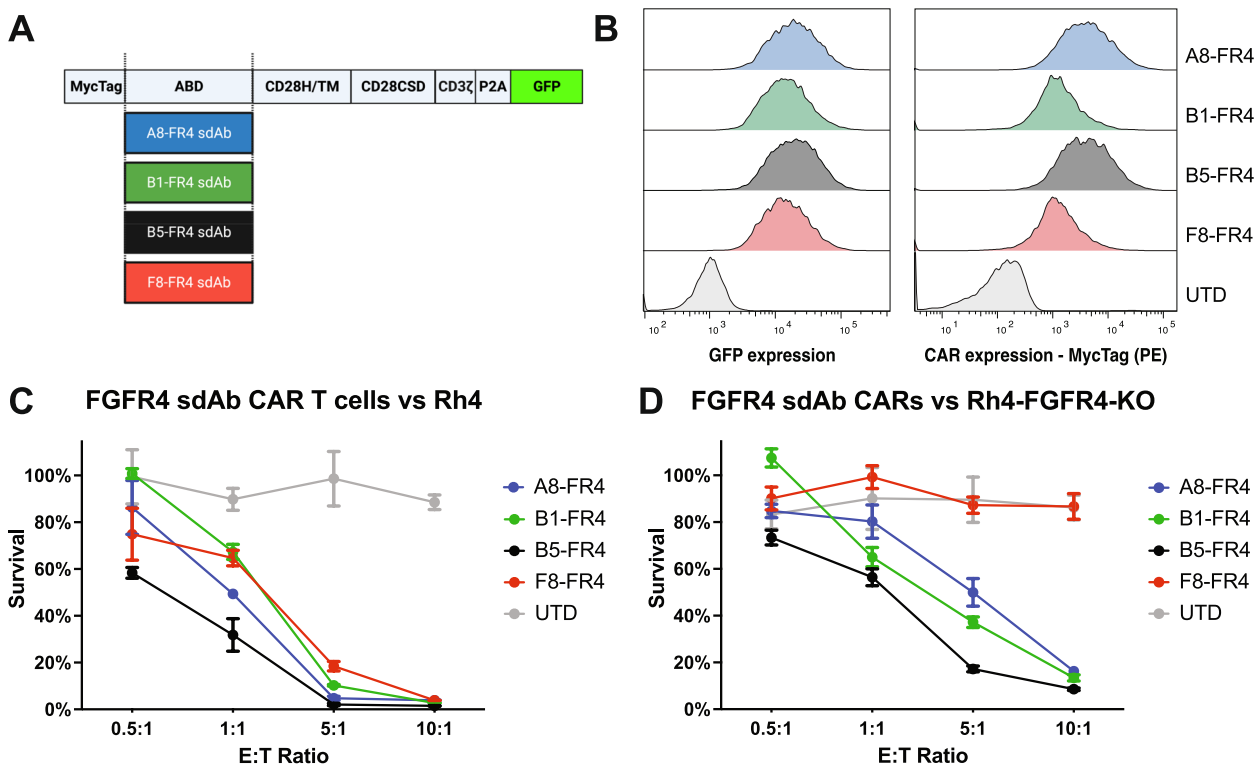 A
MycTag ABD CD28H/TM CD28CSD CD3ζ P2A GFP
A8-FR4 sdAb
B1-FR4 sdAb
B5-FR4 sdAb
F8-FR4 sdAb
B
A8-FR4
B1-FR4
B5-FR4
F8-FR4
UTD
10² 10³ 10⁴ 10⁵
GFP expression
10¹ 10² 10³ 10⁴ 10⁵
CAR expression - MycTag (PE)
C
FGFR4 sdAb CAR T cells vs Rh4
Survival
100%
80%
60%
40%
20%
0%
0.5:1 1:1 5:1 10:1
E:T Ratio
A8-FR4
B1-FR4
B5-FR4
F8-FR4
UTD
D
FGFR4 sdAb CARs vs Rh4-FGFR4-KO
Survival
100%
80%
60%
40%
20%
0%
0.5:1 1:1 5:1 10:1
E:T Ratio
A8-FR4
B1-FR4
B5-FR4
F8-FR4
UTD